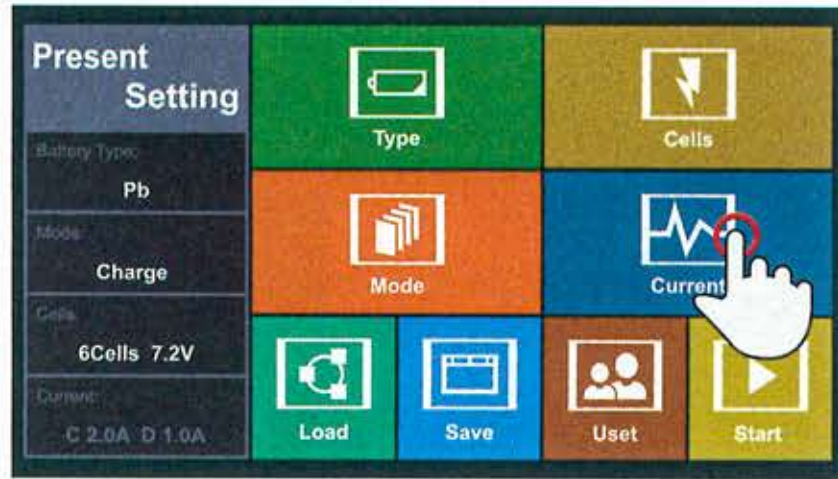 Present
Setting
Battery Type:
Pb
Mode:
Charge
Cells:
6Cells 7.2V
Current:
C 2.0A D 1.0A
Type
Cells
Mode
Current
Load
Save
Uset
Start